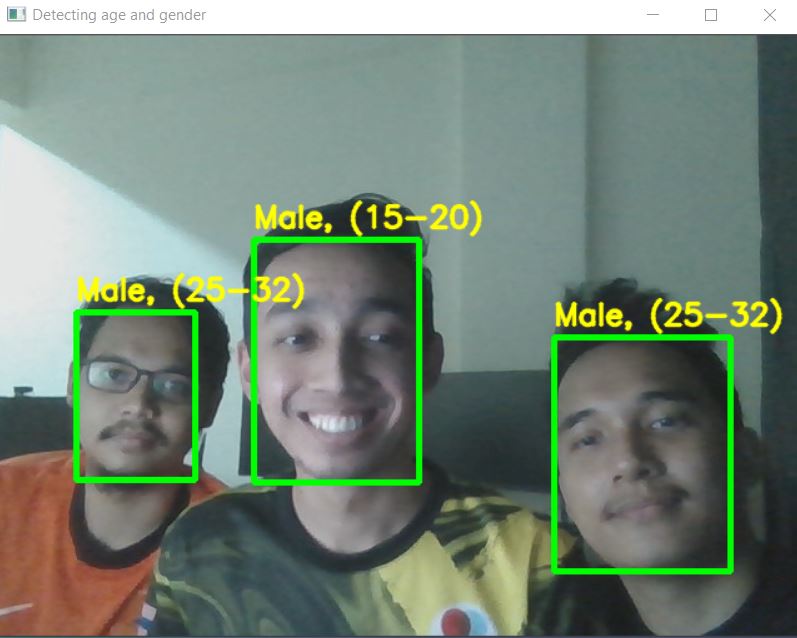 Detecting age and gender
Male, (15-20)
Male, (25-32)
Male, (25-32)